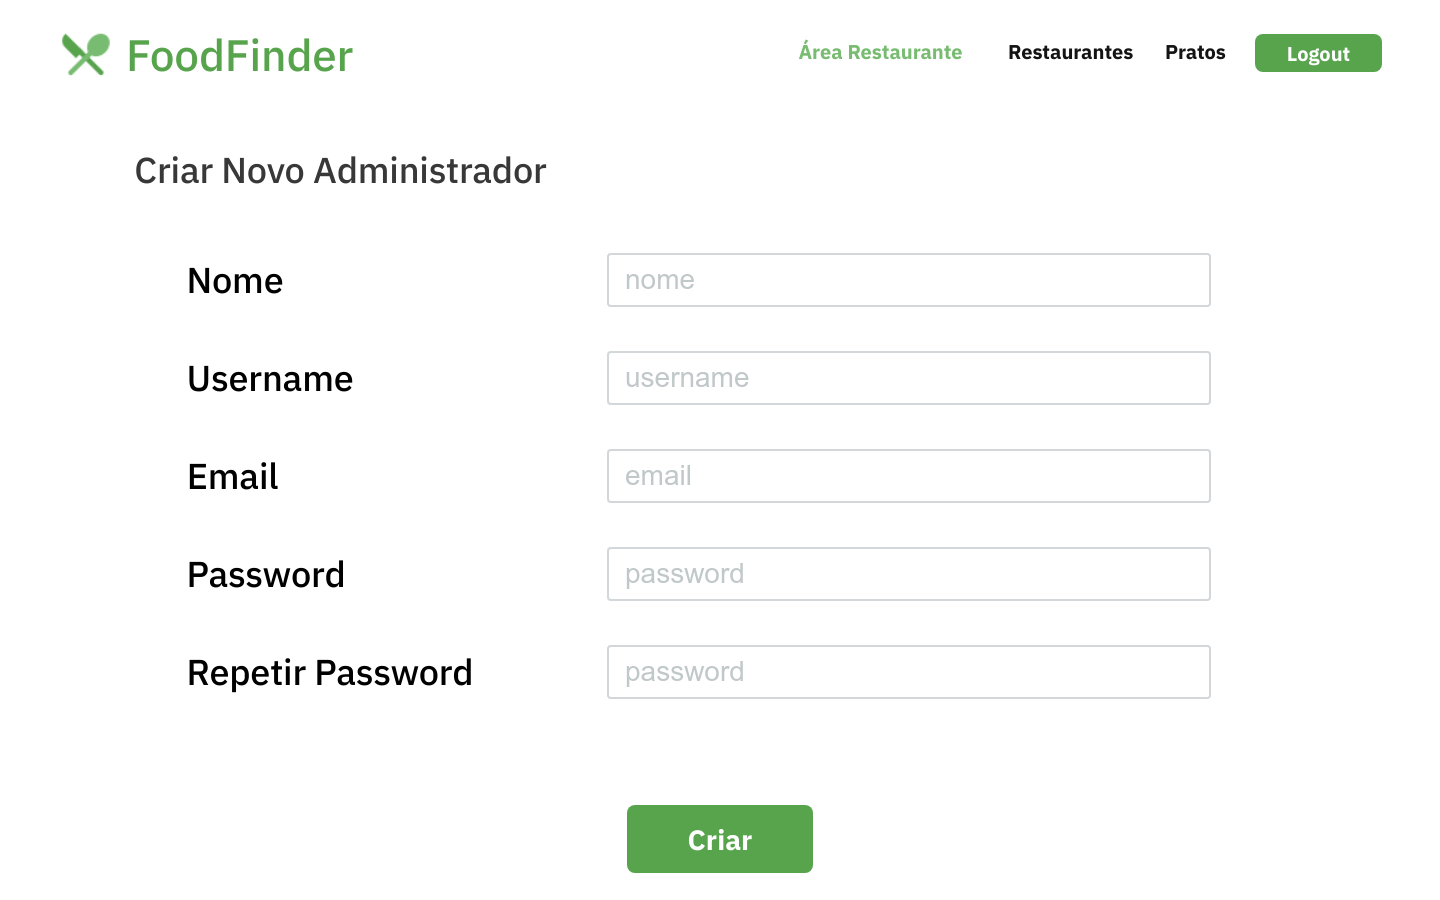 FoodFinder
Área Restaurante Restaurantes Pratos Logout
Criar Novo Administrador
Nome nome
Username username
Email email
Password password
Repetir Password password
Criar